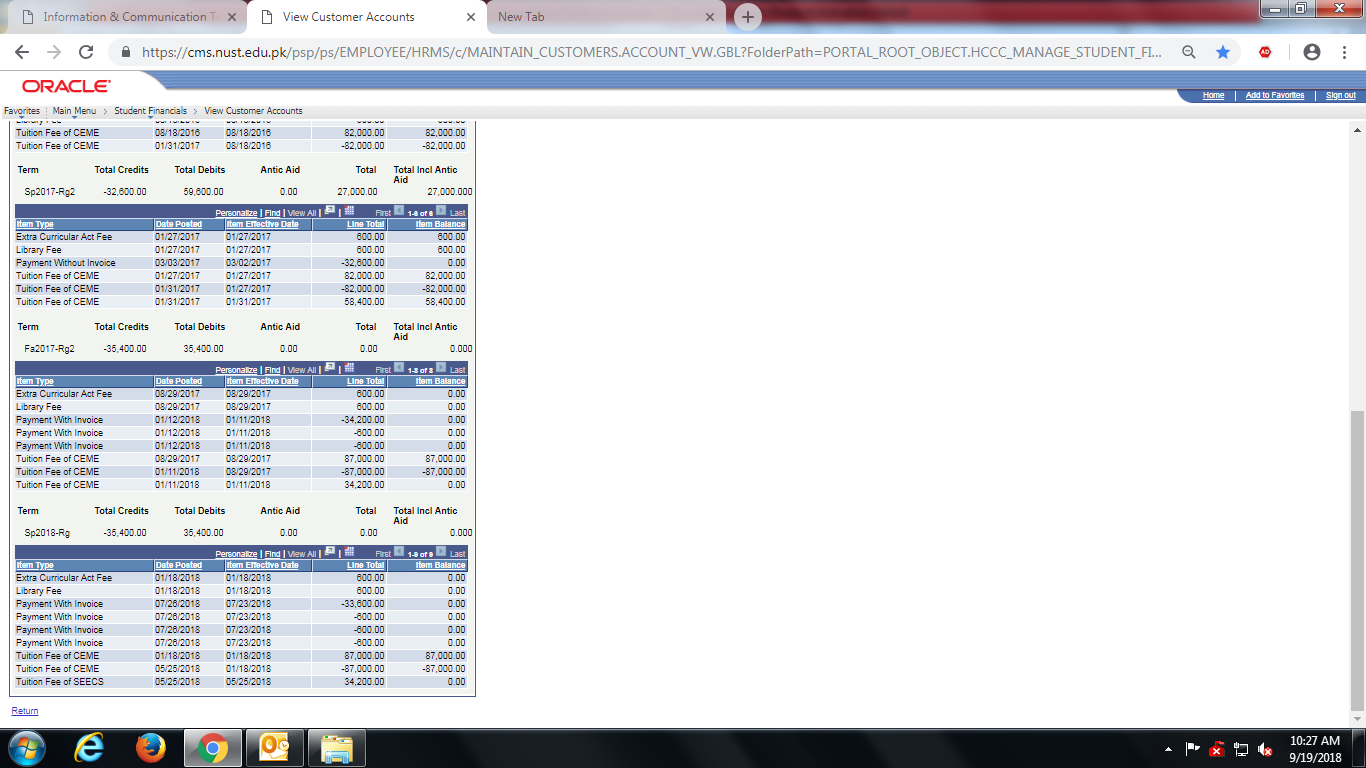 Information & Communication T
View Customer Accounts
New Tab
https://cms.nust.edu.pk/psp/ps/EMPLOYEE/HRMS/c/MAINTAIN_CUSTOMERS.ACCOUNT_VW.GBL?FolderPath=PORTAL_ROOT_OBJECT.HCCC_MANAGE_STUDENT_FI...
ORACLE
Home | Add to Favorites | Sign out
Favorites Main Menu > Student Financials > View Customer Accounts
Tuition Fee of CEME 08/18/2016 08/18/2016 82,000.00 82,000.00
Tuition Fee of CEME 01/31/2017 08/18/2016 -82,000.00 -82,000.00
Term Total Credits Total Debits Antic Aid Total Total Incl Antic Aid
Sp2017-Rg2 -32,600.00 59,600.00 0.00 27,000.00 27,000.000
Personalize | Find | View All | | First 1-6 of 6 Last
Item Type Date Posted Item Effective Date Line Total Item Balance
Extra Curricular Act Fee 01/27/2017 01/27/2017 600.00 600.00
Library Fee 01/27/2017 01/27/2017 600.00 600.00
Payment Without Invoice 03/03/2017 03/02/2017 -32,600.00 0.00
Tuition Fee of CEME 01/27/2017 01/27/2017 82,000.00 82,000.00
Tuition Fee of CEME 01/31/2017 01/27/2017 -82,000.00 -82,000.00
Tuition Fee of CEME 01/31/2017 01/31/2017 58,400.00 58,400.00
Term Total Credits Total Debits Antic Aid Total Total Incl Antic Aid
Fa2017-Rg2 -35,400.00 35,400.00 0.00 0.00 0.000
Personalize | Find | View All | | First 1-8 of 8 Last
Item Type Date Posted Item Effective Date Line Total Item Balance
Extra Curricular Act Fee 08/29/2017 08/29/2017 600.00 0.00
Library Fee 08/29/2017 08/29/2017 600.00 0.00
Payment With Invoice 01/12/2018 01/11/2018 -34,200.00 0.00
Payment With Invoice 01/12/2018 01/11/2018 -600.00 0.00
Payment With Invoice 01/12/2018 01/11/2018 -600.00 0.00
Tuition Fee of CEME 08/29/2017 08/29/2017 87,000.00 87,000.00
Tuition Fee of CEME 01/11/2018 08/29/2017 -87,000.00 -87,000.00
Tuition Fee of CEME 01/11/2018 01/11/2018 34,200.00 0.00
Term Total Credits Total Debits Antic Aid Total Total Incl Antic Aid
Sp2018-Rg -35,400.00 35,400.00 0.00 0.00 0.000
Personalize | Find | View All | | First 1-9 of 9 Last
Item Type Date Posted Item Effective Date Line Total Item Balance
Extra Curricular Act Fee 01/18/2018 01/18/2018 600.00 0.00
Library Fee 01/18/2018 01/18/2018 600.00 0.00
Payment With Invoice 07/26/2018 07/23/2018 -33,600.00 0.00
Payment With Invoice 07/26/2018 07/23/2018 -600.00 0.00
Payment With Invoice 07/26/2018 07/23/2018 -600.00 0.00
Payment With Invoice 07/26/2018 07/23/2018 -600.00 0.00
Tuition Fee of CEME 01/18/2018 01/18/2018 87,000.00 87,000.00
Tuition Fee of CEME 05/25/2018 01/18/2018 -87,000.00 -87,000.00
Tuition Fee of SEECS 05/25/2018 05/25/2018 34,200.00 0.00
Return
10:27 AM
9/19/2018